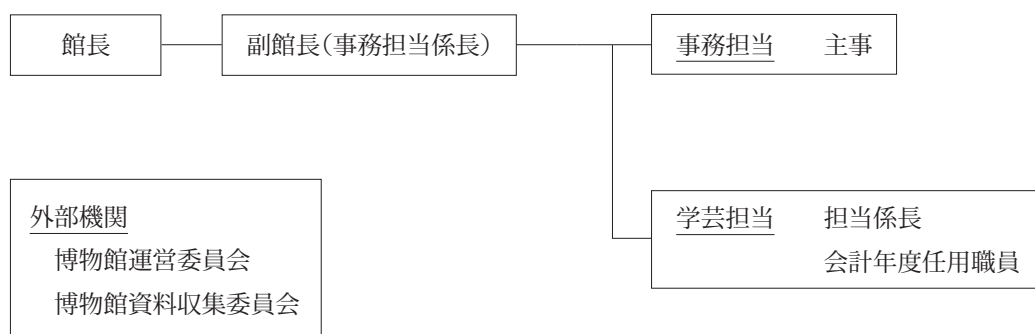 館長
副館長（事務担当係長）
事務担当　主事
学芸担当　担当係長
会計年度任用職員
外部機関
博物館運営委員会
博物館資料収集委員会